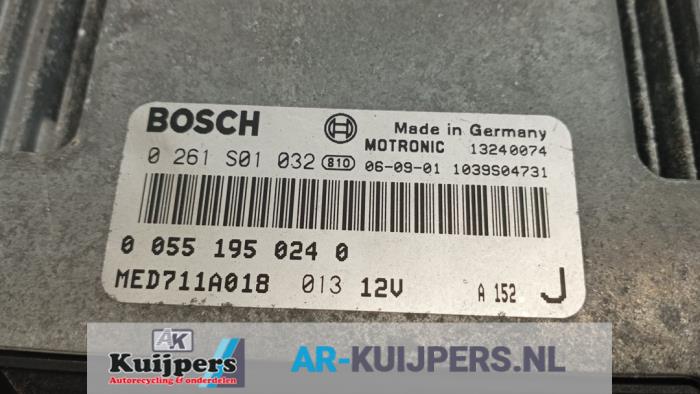 BOSCH
Made in Germany
MOTRONIC 13240074
0 261 S01 032 810 06-09-01 1039S04731
0 055 195 024 0
MED711A018 013 12V A 152 J
AK
Kuijpers
Autorecycling & onderdelen
AR-KUIJPERS.NL